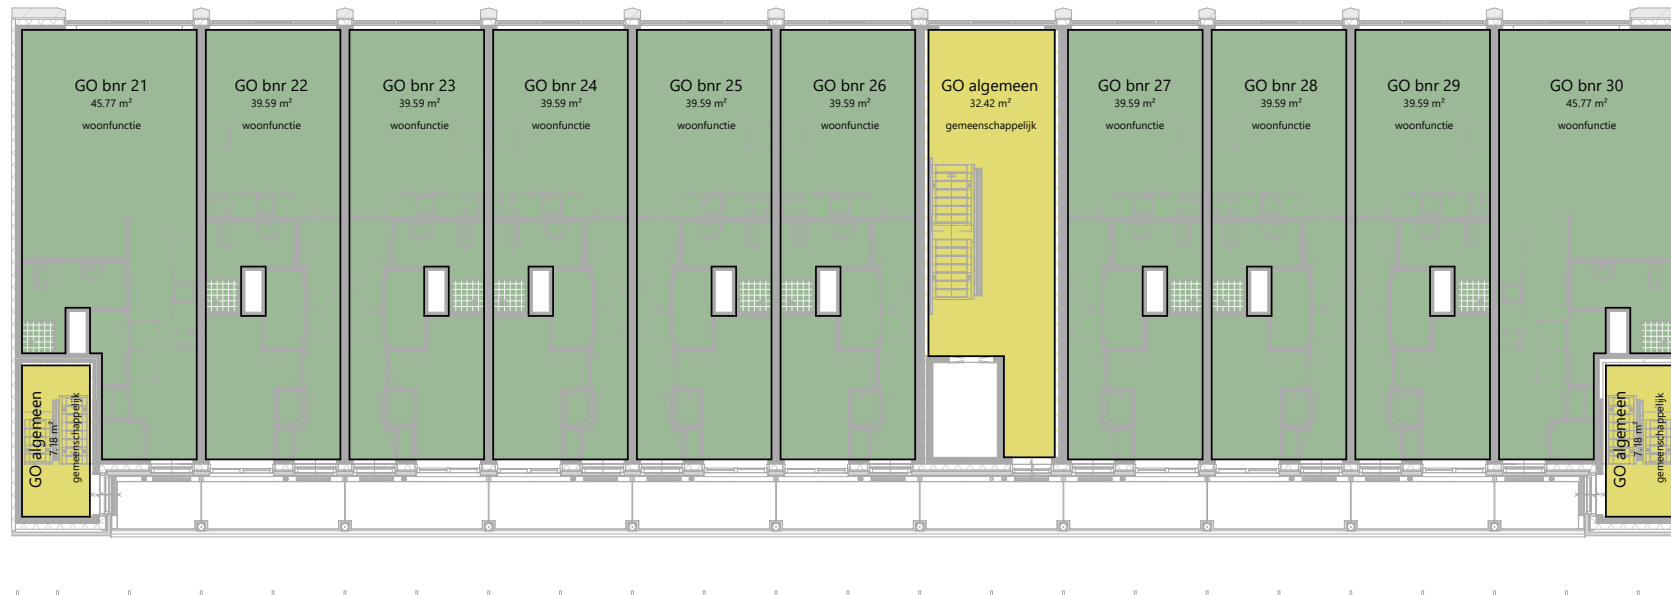 GO bnr 21
45.77 m²
woonfunctie
GO bnr 22
39.59 m²
woonfunctie
GO bnr 23
39.59 m²
woonfunctie
GO bnr 24
39.59 m²
woonfunctie
GO bnr 25
39.59 m²
woonfunctie
GO bnr 26
39.59 m²
woonfunctie
GO algemeen
32.42 m²
gemeenschappelijk
GO bnr 27
39.59 m²
woonfunctie
GO bnr 28
39.59 m²
woonfunctie
GO bnr 29
39.59 m²
woonfunctie
GO bnr 30
45.77 m²
woonfunctie
GO algemeen
7.18 m²
gemeenschappelijk
GO algemeen
7.18 m²
gemeenschappelijk